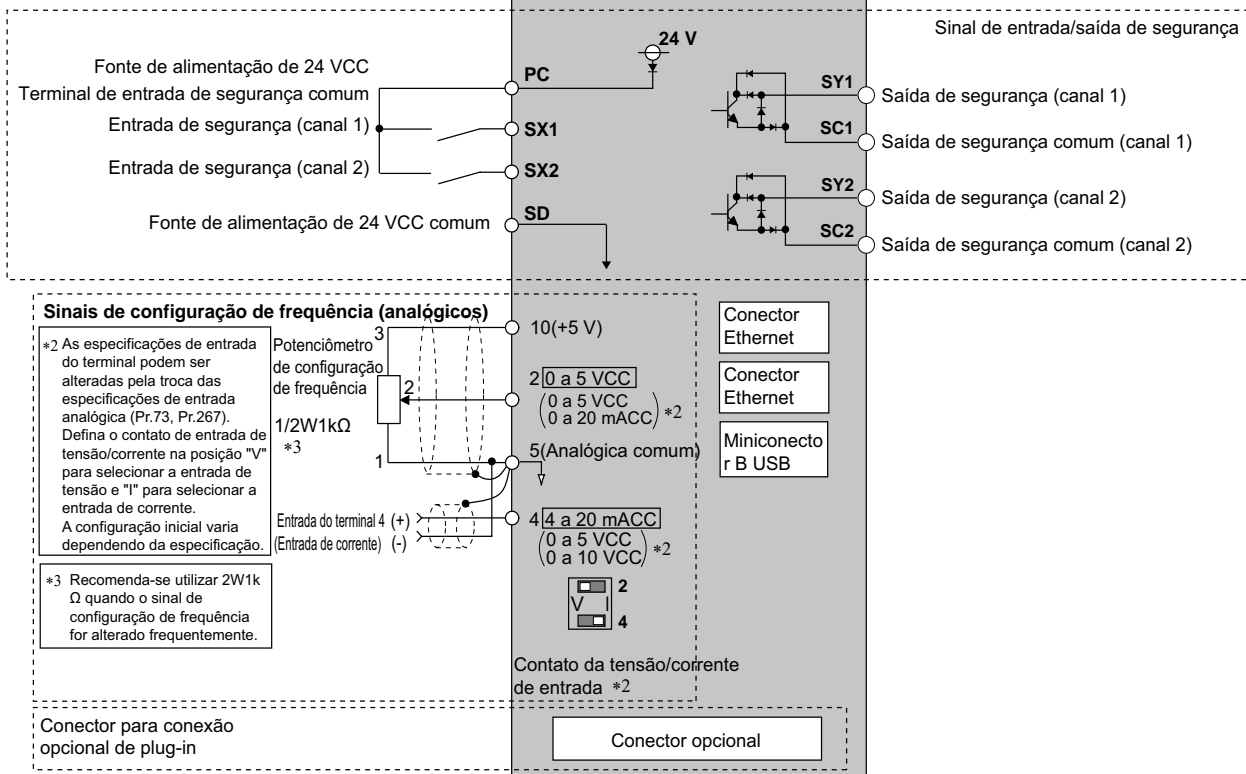 Sinal de entrada/saída de segurança
24 V
Fonte de alimentação de 24 VCC
PC
Terminal de entrada de segurança comum
Entrada de segurança (canal 1)
SX1
Entrada de segurança (canal 2)
SX2
Fonte de alimentação de 24 VCC comum
SD
SY1
Saída de segurança (canal 1)
SC1
Saída de segurança comum (canal 1)
SY2
Saída de segurança (canal 2)
SC2
Saída de segurança comum (canal 2)
Sinais de configuração de frequência (analógicos)
*2 As especificações de entrada
do terminal podem ser
alteradas pela troca das
especificações de entrada
analógica (Pr.73, Pr.267).
Defina o contato de entrada de
tensão/corrente na posição "V"
para selecionar a entrada de
tensão e "I" para selecionar a
entrada de corrente.
A configuração inicial varia
dependendo da especificação.
*3 Recomenda-se utilizar 2W1k
Ω quando o sinal de
configuração de frequência
for alterado frequentemente.
Potenciômetro
de configuração
de frequência
1/2W1kΩ
*3
3
2
1
10(+5 V)
2 0 a 5 VCC
(0 a 5 VCC
0 a 20 mACC) *2
5(Analógica comum)
Entrada do terminal 4 (+)
(Entrada de corrente) (-)
4 4 a 20 mACC
(0 a 5 VCC
0 a 10 VCC) *2
2
V I
4
Contato da tensão/corrente
de entrada *2
Conector
Ethernet
Conector
Ethernet
Miniconecto
r B USB
Conector para conexão
opcional de plug-in
Conector opcional